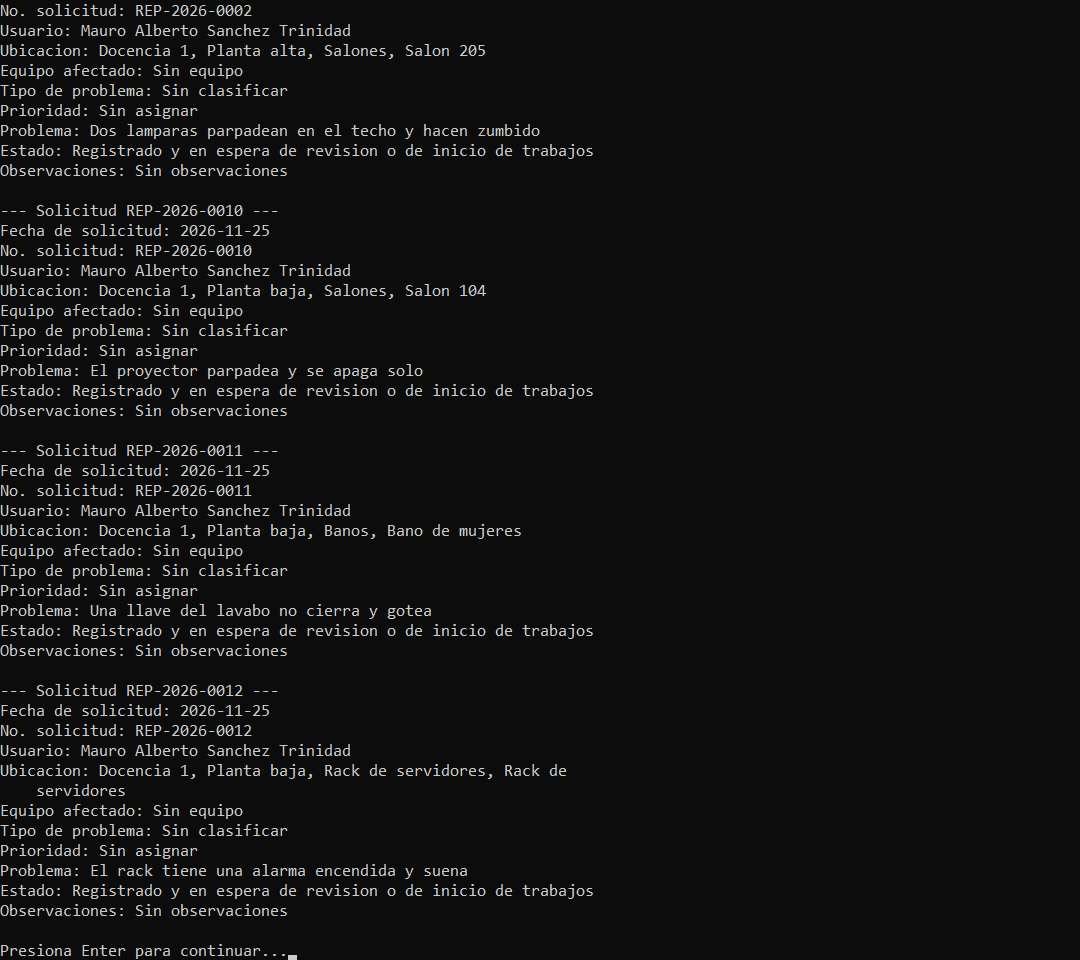 No. solicitud: REP-2026-0002
Usuario: Mauro Alberto Sanchez Trinidad
Ubicacion: Docencia 1, Planta alta, Salones, Salon 205
Equipo afectado: Sin equipo
Tipo de problema: Sin clasificar
Prioridad: Sin asignar
Problema: Dos lamparas parpadean en el techo y hacen zumbido
Estado: Registrado y en espera de revision o de inicio de trabajos
Observaciones: Sin observaciones

--- Solicitud REP-2026-0010 ---
Fecha de solicitud: 2026-11-25
No. solicitud: REP-2026-0010
Usuario: Mauro Alberto Sanchez Trinidad
Ubicacion: Docencia 1, Planta baja, Salones, Salon 104
Equipo afectado: Sin equipo
Tipo de problema: Sin clasificar
Prioridad: Sin asignar
Problema: El proyector parpadea y se apaga solo
Estado: Registrado y en espera de revision o de inicio de trabajos
Observaciones: Sin observaciones

--- Solicitud REP-2026-0011 ---
Fecha de solicitud: 2026-11-25
No. solicitud: REP-2026-0011
Usuario: Mauro Alberto Sanchez Trinidad
Ubicacion: Docencia 1, Planta baja, Banos, Bano de mujeres
Equipo afectado: Sin equipo
Tipo de problema: Sin clasificar
Prioridad: Sin asignar
Problema: Una llave del lavabo no cierra y gotea
Estado: Registrado y en espera de revision o de inicio de trabajos
Observaciones: Sin observaciones

--- Solicitud REP-2026-0012 ---
Fecha de solicitud: 2026-11-25
No. solicitud: REP-2026-0012
Usuario: Mauro Alberto Sanchez Trinidad
Ubicacion: Docencia 1, Planta baja, Rack de servidores, Rack de
    servidores
Equipo afectado: Sin equipo
Tipo de problema: Sin clasificar
Prioridad: Sin asignar
Problema: El rack tiene una alarma encendida y suena
Estado: Registrado y en espera de revision o de inicio de trabajos
Observaciones: Sin observaciones

Presiona Enter para continuar...